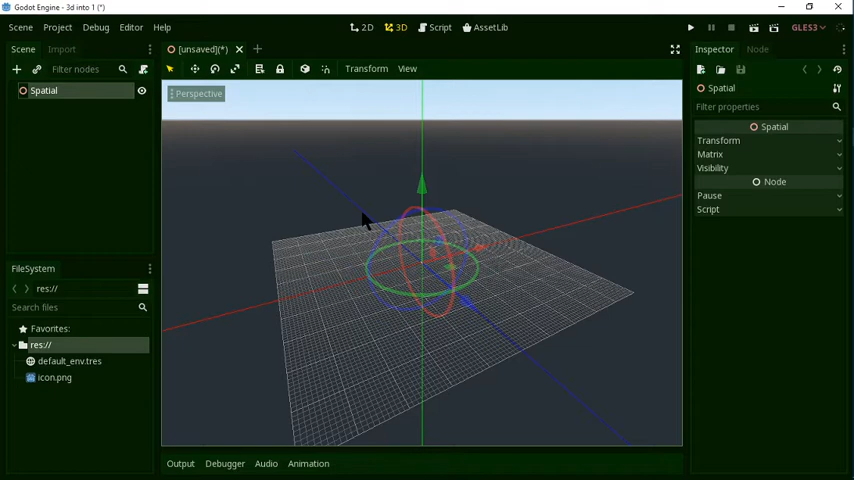 Godot Engine - 3d into 1 (*)
Scene Project Debug Editor Help
2D 3D Script AssetLib
GLES3
Scene Import
[unsaved](*)
Inspector Node
Filter nodes
Transform View
Spatial
Perspective
Spatial
Filter properties
Spatial
Transform
Matrix
Visibility
Node
Pause
Script
FileSystem
res://
Search files
Favorites:
res://
default_env.tres
icon.png
Output Debugger Audio Animation